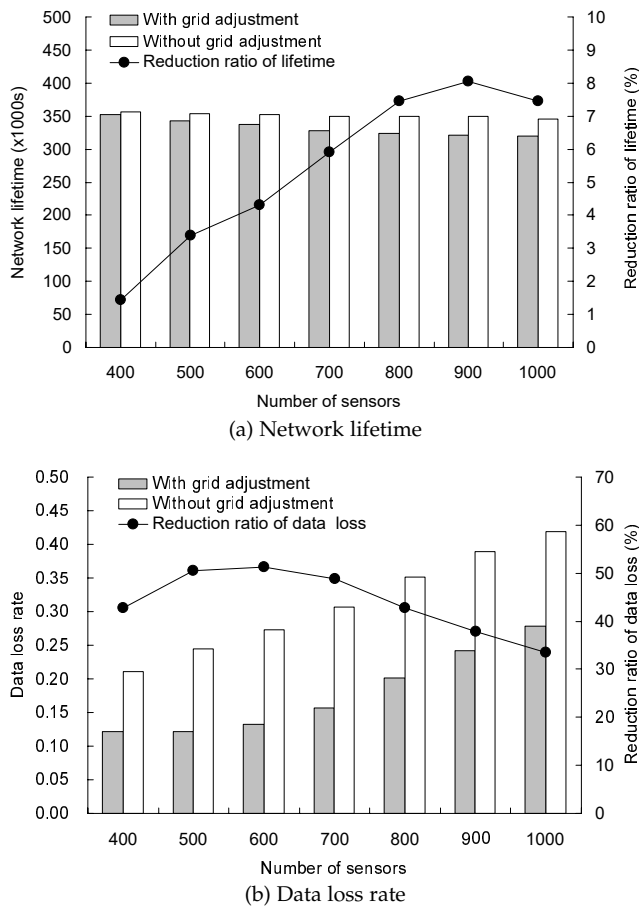 With grid adjustment
Without grid adjustment
Reduction ratio of lifetime
Network lifetime (x1000s)
500
450
400
350
300
250
200
150
100
50
0
10
9
8
7
6
5
4
3
2
1
0
Reduction ratio of lifetime (%)
400 500 600 700 800 900 1000
Number of sensors
(a) Network lifetime
With grid adjustment
Without grid adjustment
Reduction ratio of data loss
Data loss rate
0.50
0.45
0.40
0.35
0.30
0.25
0.20
0.15
0.10
0.05
0.00
70
60
50
40
30
20
10
0
Reduction ratio of data loss (%)
400 500 600 700 800 900 1000
Number of sensors
(b) Data loss rate